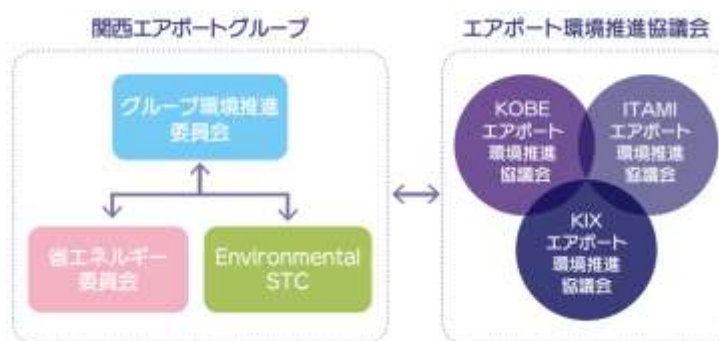 関西エアポートグループ
グループ環境推進
委員会
省エネルギー
委員会
Environmental
STC
エアポート環境推進協議会
KOBE
エアポート
環境推進
協議会
ITAMI
エアポート
環境推進
協議会
KIX
エアポート
環境推進
協議会